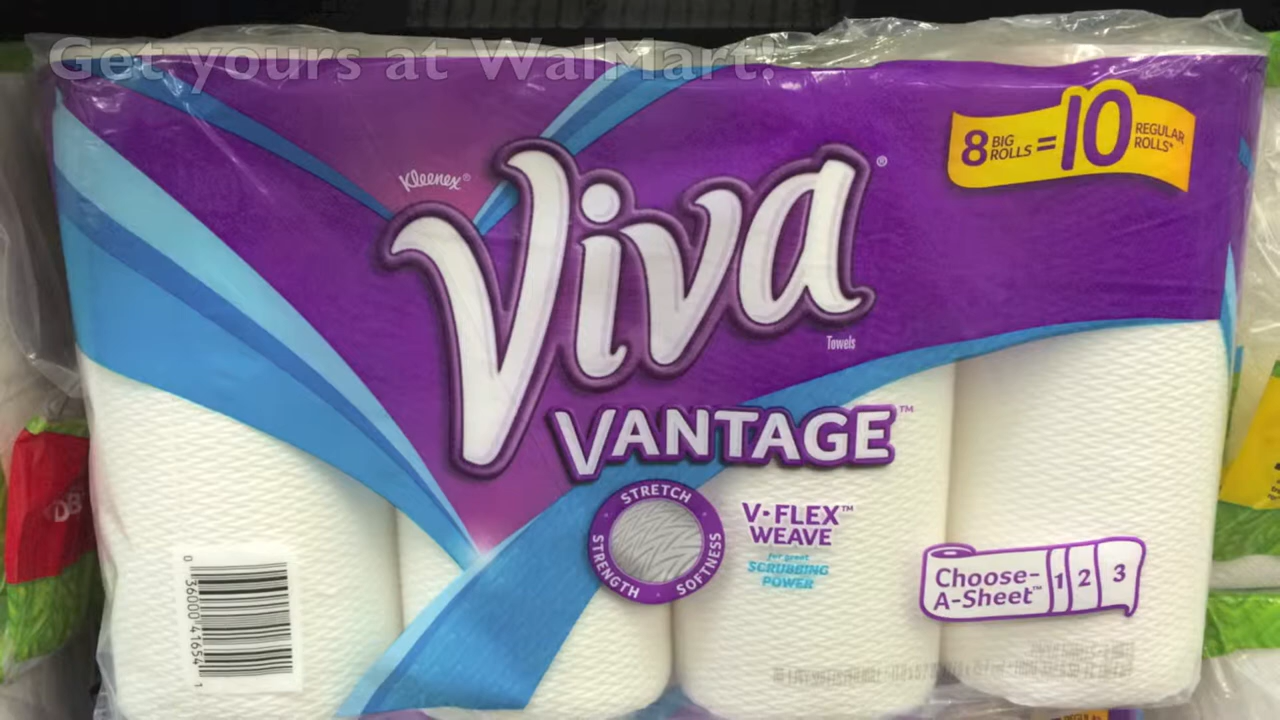 Get yours at WalMart!
8 BIG ROLLS = 10 REGULAR ROLLS*
Kleenex®
Viva®
Towels
VANTAGE™
STRETCH
STRENGTH
SOFTNESS
V•FLEX™
WEAVE
for great
SCRUBBING
POWER
Choose-
A-Sheet™
1 2 3
0 36000 41654 1
DB